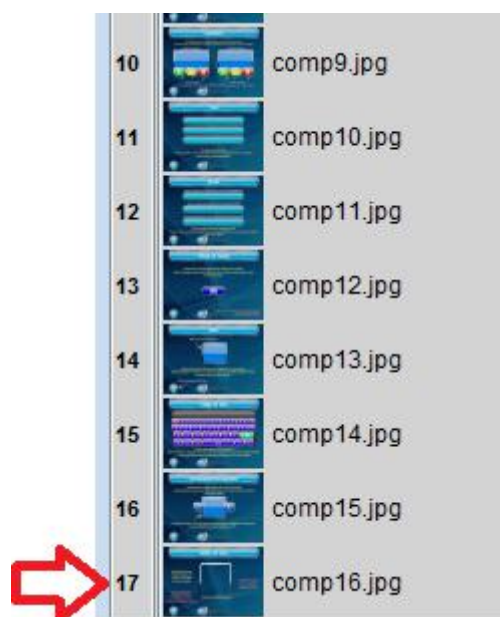 10 comp9.jpg
11 comp10.jpg
12 comp11.jpg
13 comp12.jpg
14 comp13.jpg
15 comp14.jpg
16 comp15.jpg
17 comp16.jpg